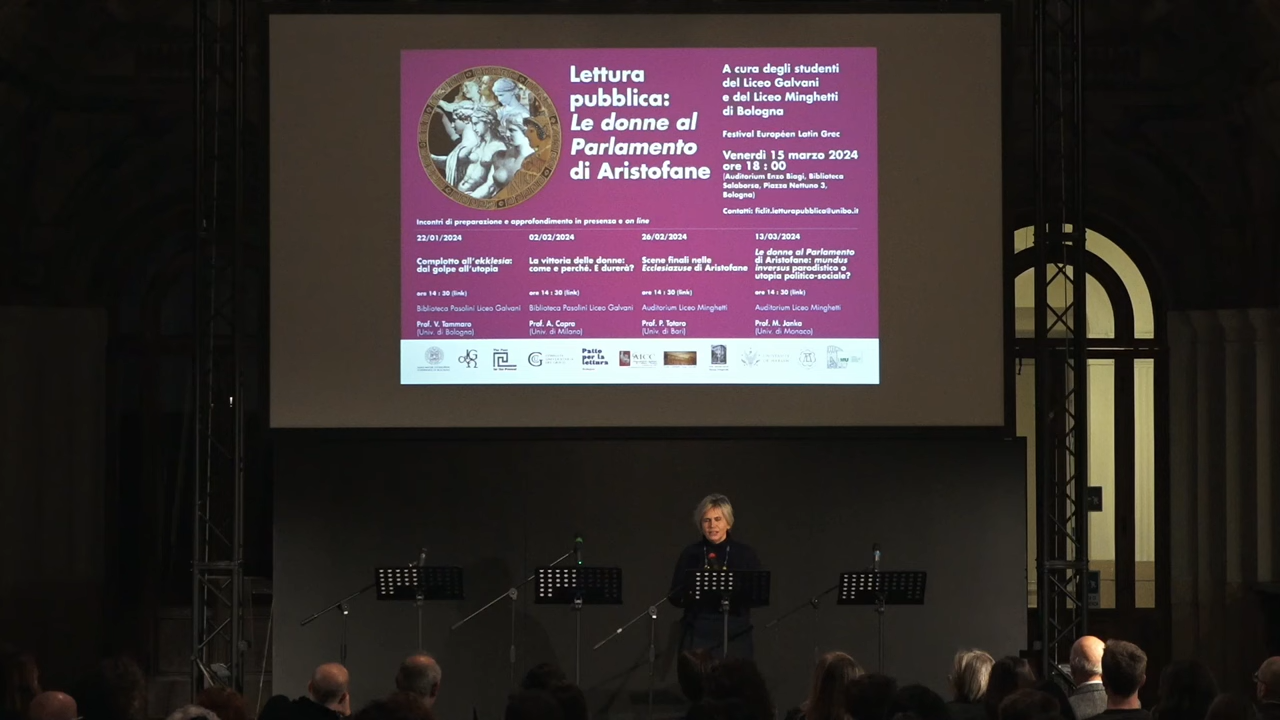 Lettura
pubblica:
Le donne al
Parlamento
di Aristofane
A cura degli studenti
del Liceo Galvani
e del Liceo Minghetti
di Bologna
Festival Européen Latin Grec
Venerdì 15 marzo 2024
ore 18 : 00
(Auditorium Enzo Biagi, Biblioteca
Salaborsa, Piazza Nettuno 3,
Bologna)
Contatti: ficlit.letturapubblica@unibo.it
Incontri di preparazione e approfondimento in presenza e on line
22/01/2024
Complotto all'ekklesia:
dal golpe all'utopia
ore 14 : 30 (link)
Biblioteca Pasolini Liceo Galvani
Prof. V. Tammaro
(Univ. di Bologna)
02/02/2024
La vittoria delle donne:
come e perché. E durerà?
ore 14 : 30 (link)
Biblioteca Pasolini Liceo Galvani
Prof. A. Capra
(Univ. di Milano)
26/02/2024
Scene finali nelle
Ecclesiazuse di Aristofane
ore 14 : 30 (link)
Auditorium Liceo Minghetti
Prof. P. Totaro
(Univ. di Bari)
13/03/2024
Le donne al Parlamento
di Aristofane: mundus
inversus parodistico o
utopia politico-sociale?
ore 14 : 30 (link)
Auditorium Liceo Minghetti
Prof. M. Janka
(Univ. di Monaco)
Patto
per la
lettura
AICC